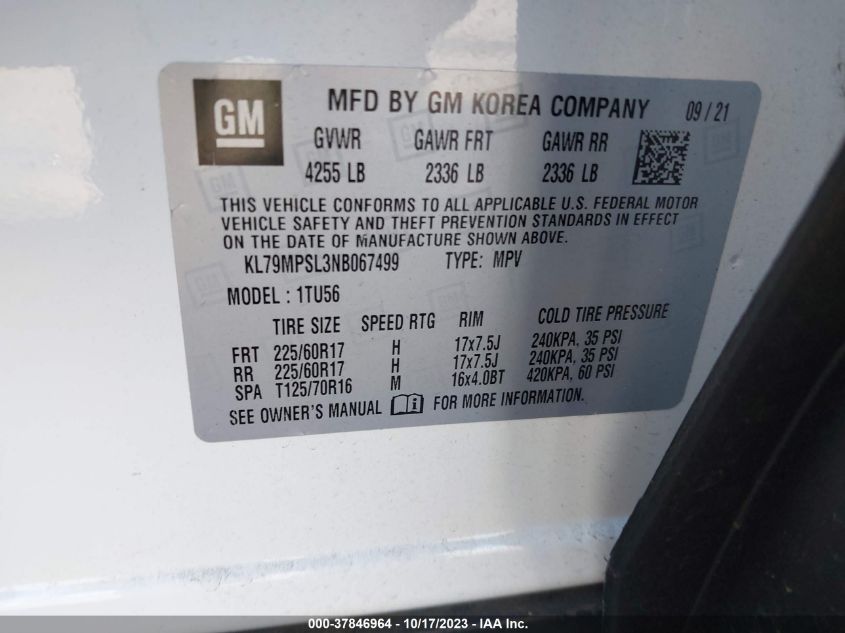 GM
MFD BY GM KOREA COMPANY 09/21
GVWR GAWR FRT GAWR RR
4255 LB 2336 LB 2336 LB
THIS VEHICLE CONFORMS TO ALL APPLICABLE U.S. FEDERAL MOTOR
VEHICLE SAFETY AND THEFT PREVENTION STANDARDS IN EFFECT
ON THE DATE OF MANUFACTURE SHOWN ABOVE.
KL79MPSL3NB067499 TYPE: MPV
MODEL : 1TU56
TIRE SIZE SPEED RTG RIM COLD TIRE PRESSURE
FRT 225/60R17 H 17x7.5J 240KPA, 35 PSI
RR 225/60R17 H 17x7.5J 240KPA, 35 PSI
SPA T125/70R16 M 16x4.0BT 420KPA, 60 PSI
SEE OWNER'S MANUAL FOR MORE INFORMATION.
000-37846964 - 10/17/2023 - IAA Inc.